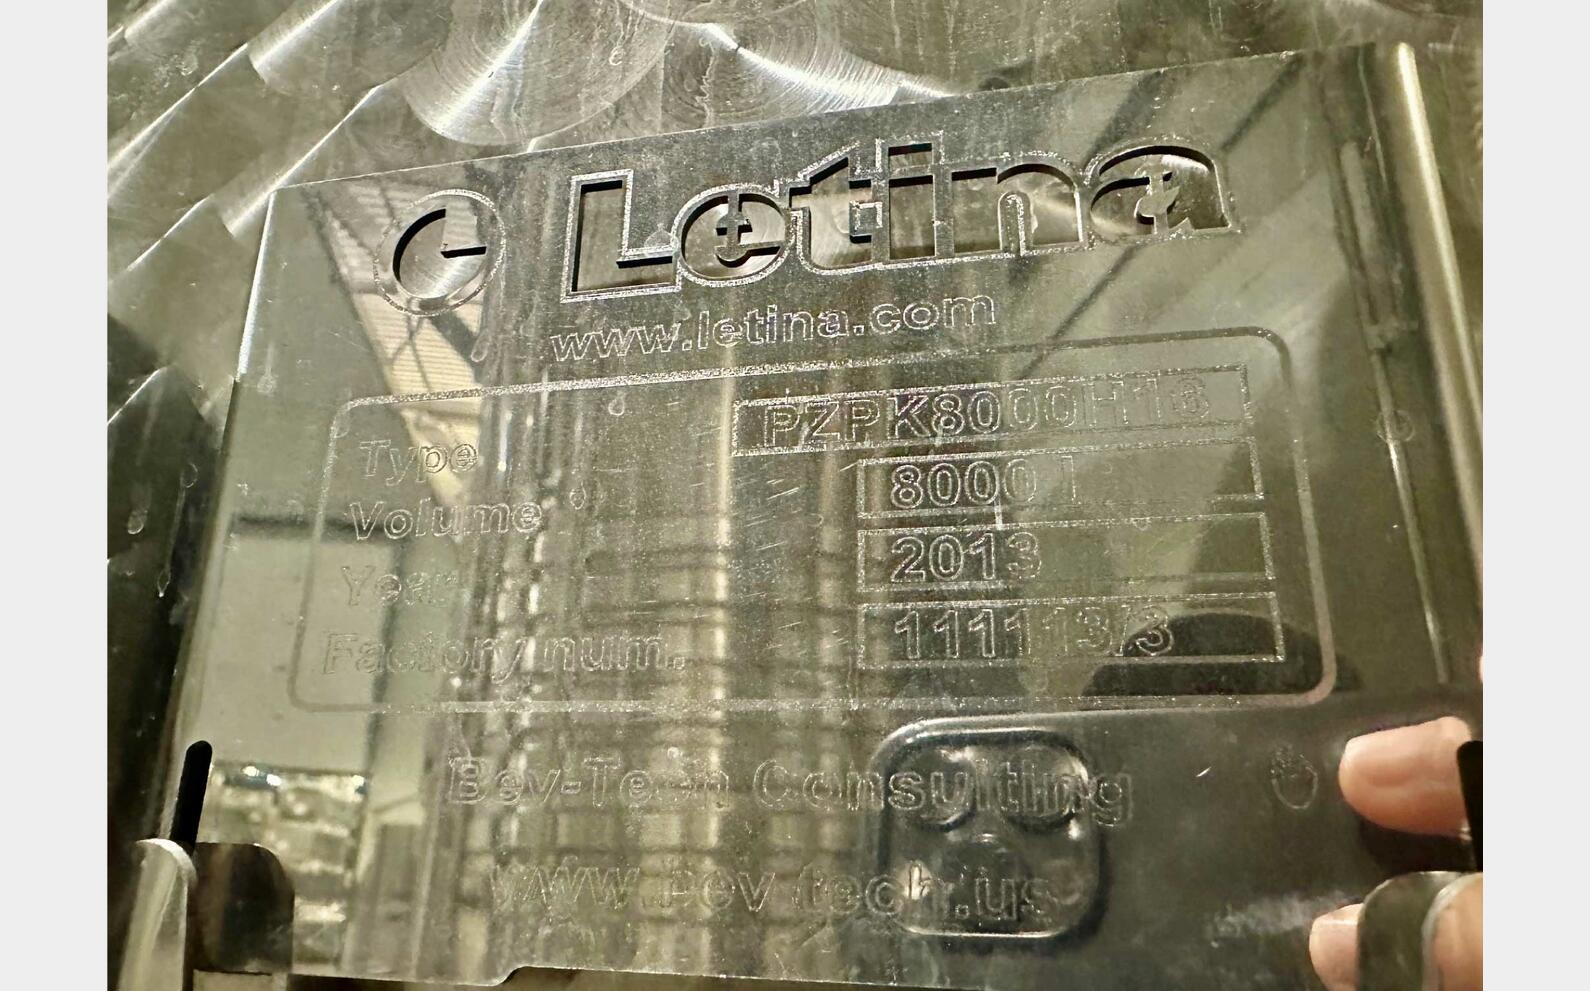 Letina
www.letina.com
Type PZPK8000H16
Volume 8000 l
Year 2013
Factory num. 111113/3
Bev-Tech Consulting
www.bev-tech.us